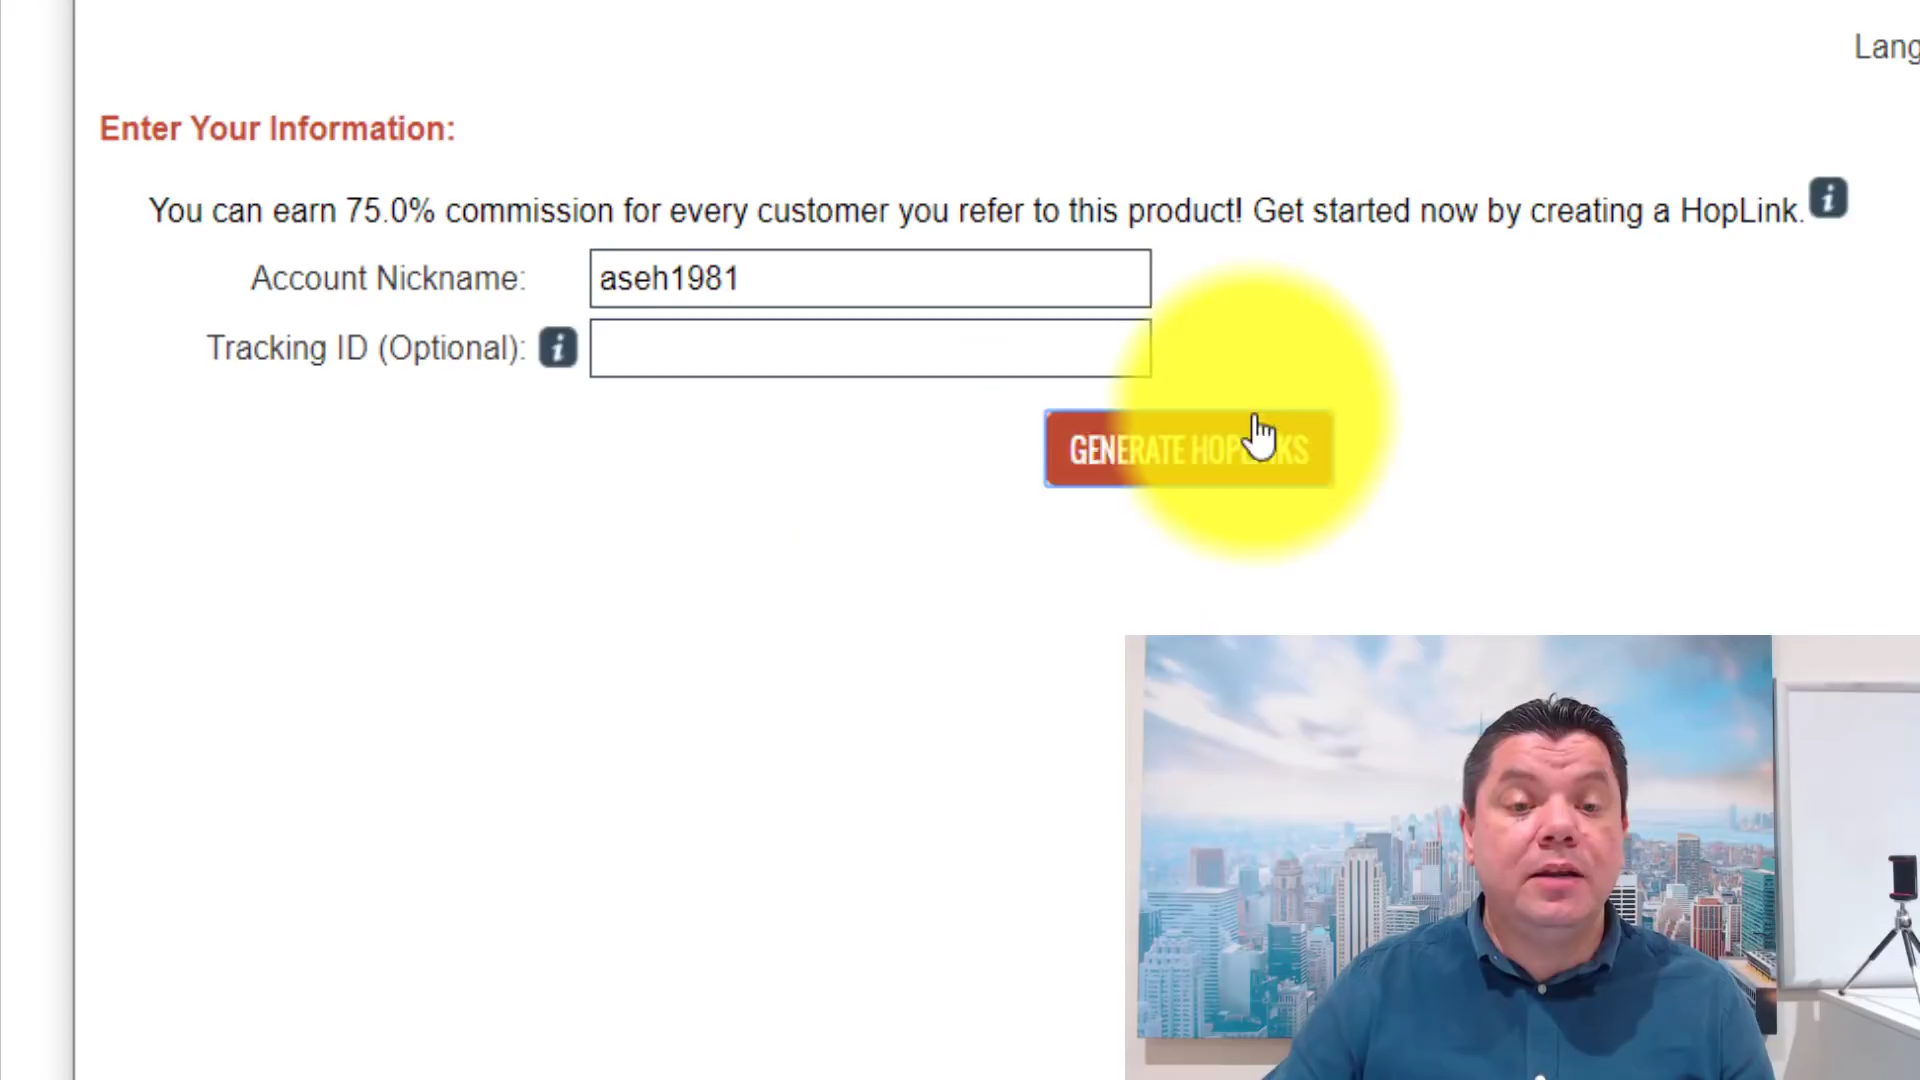 Lang
Enter Your Information:
You can earn 75.0% commission for every customer you refer to this product! Get started now by creating a HopLink.
Account Nickname: aseh1981
Tracking ID (Optional):
GENERATE HOPLINKS